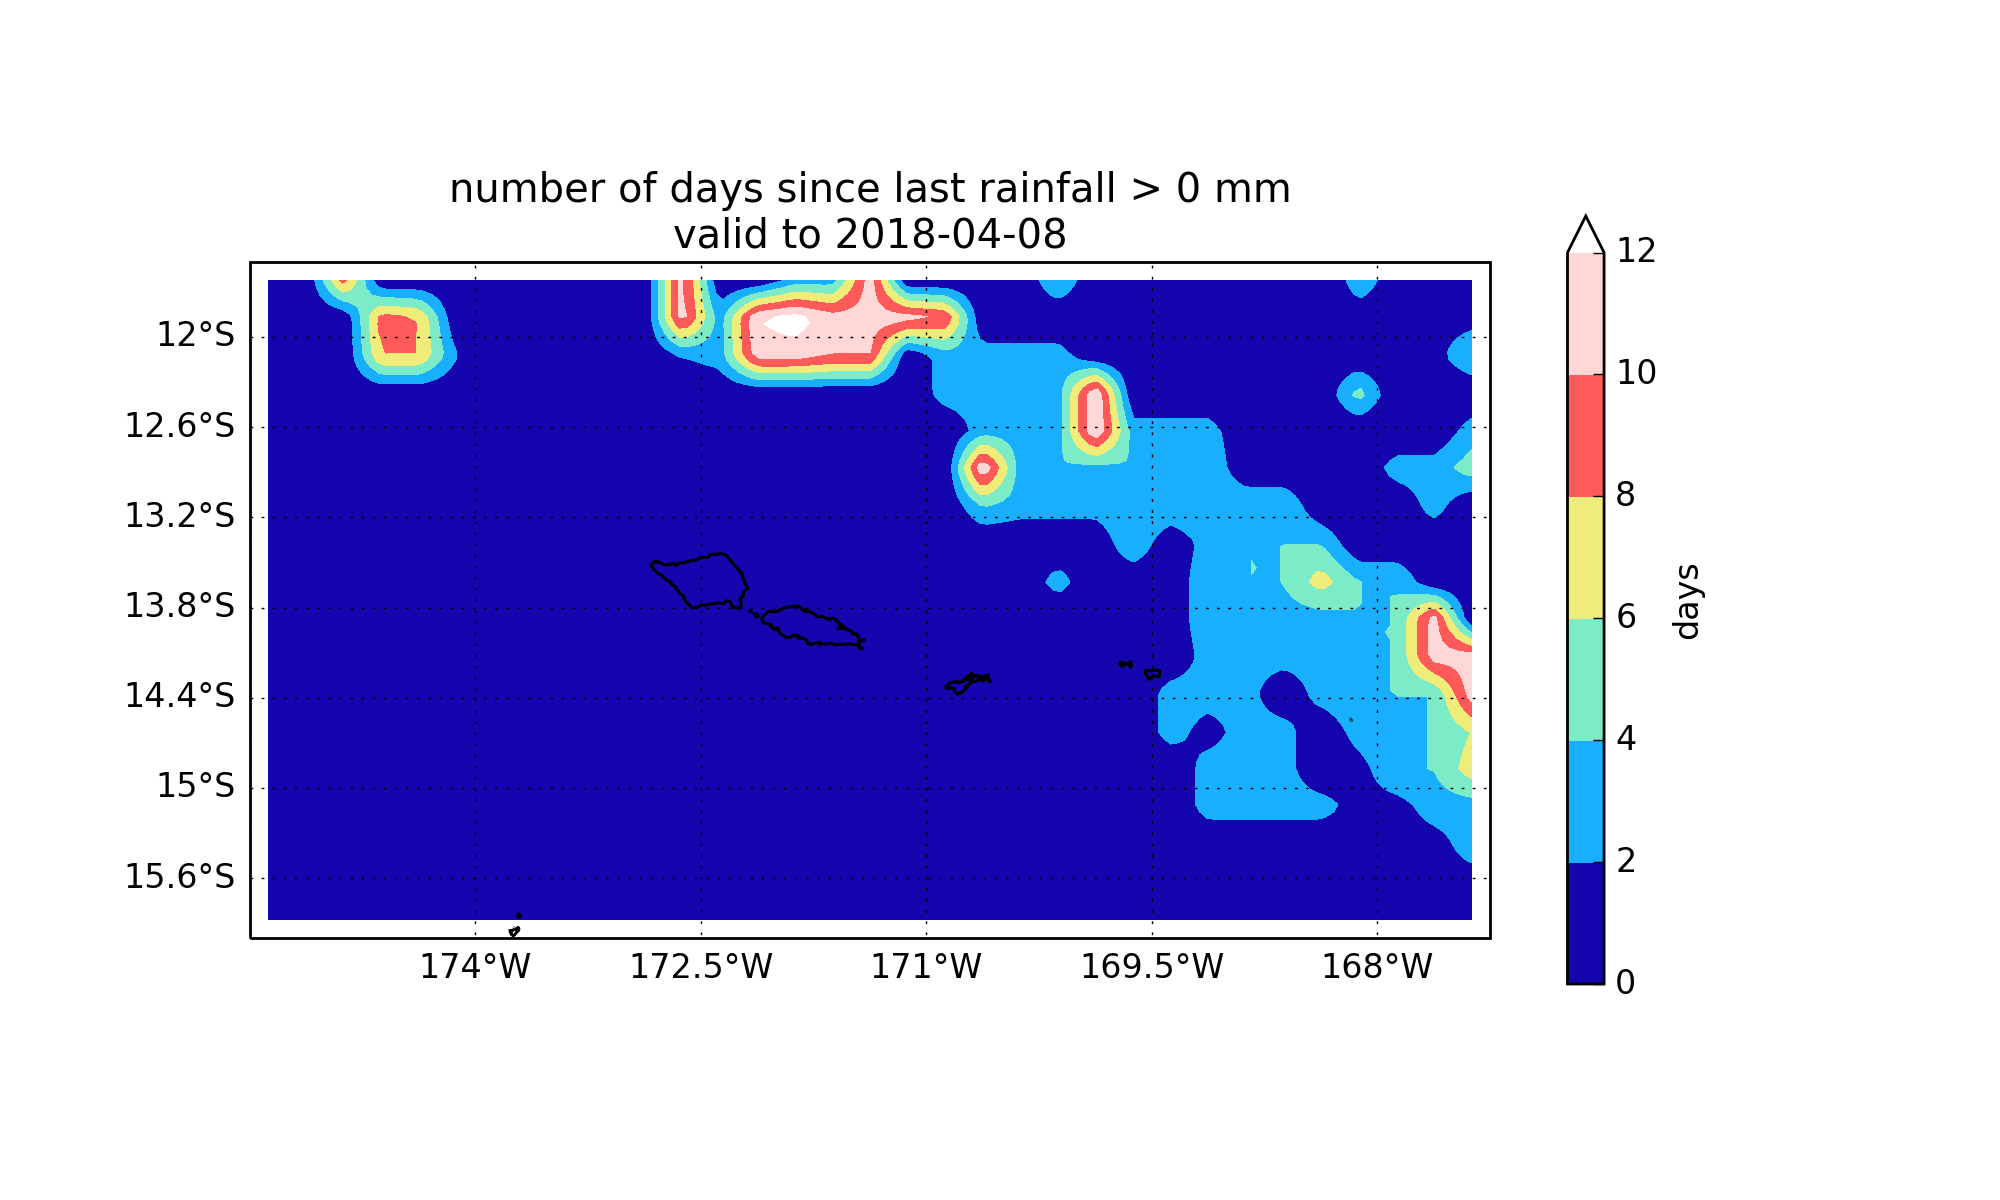 number of days since last rainfall > 0 mm
valid to 2018-04-08
12°S
12.6°S
13.2°S
13.8°S
14.4°S
15°S
15.6°S
174°W
172.5°W
171°W
169.5°W
168°W
12
10
8
6
4
2
0
days